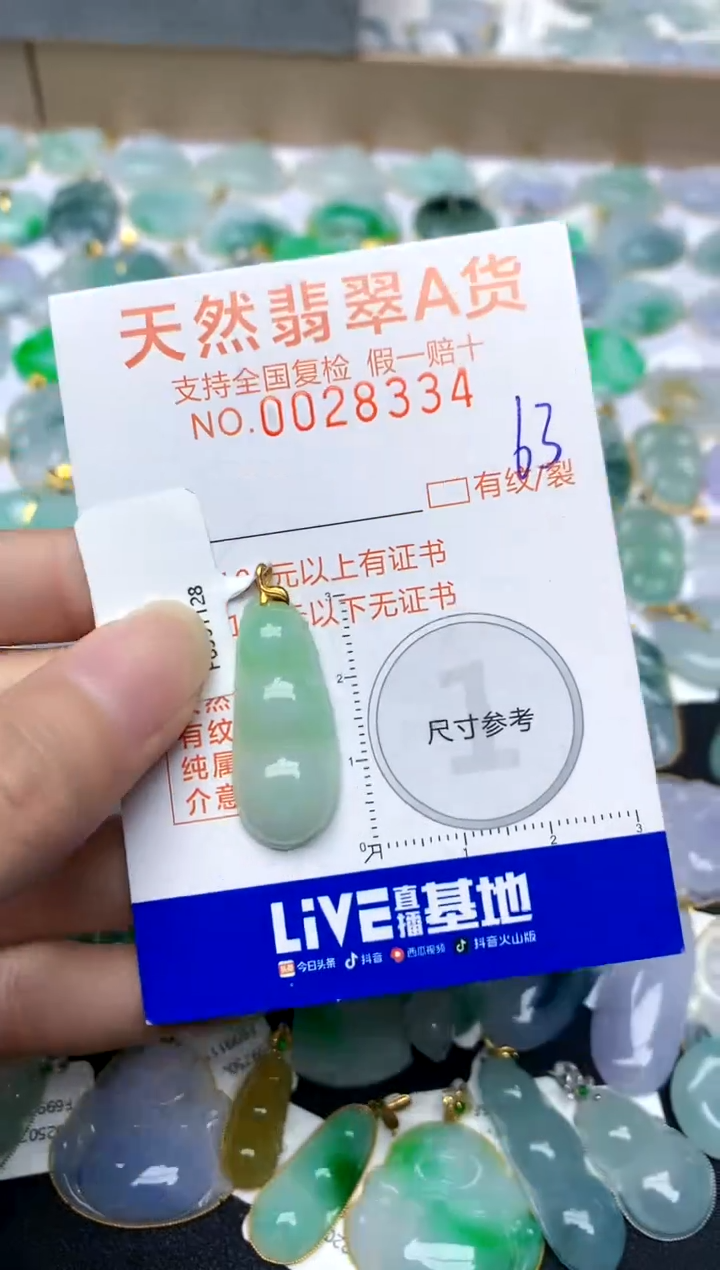 天然翡翠A货
支持全国复检 假一赔十
NO.0028334
63
有纹/裂
元以上有证书
以下无证书
3
2
1
0
1
2
3
1
尺寸参考
有纹
纯属
介意
LiVE直播基地
今日头条 抖音 西瓜视频 抖音火山版